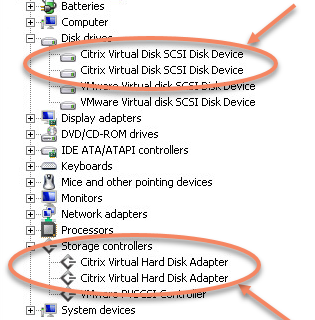 Batteries
Computer
Disk drives
Citrix Virtual Disk SCSI Disk Device
Citrix Virtual Disk SCSI Disk Device
VMware Virtual disk SCSI Disk Device
VMware Virtual disk SCSI Disk Device
Display adapters
DVD/CD-ROM drives
IDE ATA/ATAPI controllers
Keyboards
Mice and other pointing devices
Monitors
Network adapters
Processors
Storage controllers
Citrix Virtual Hard Disk Adapter
Citrix Virtual Hard Disk Adapter
VMware PVSCSI Controller
System devices